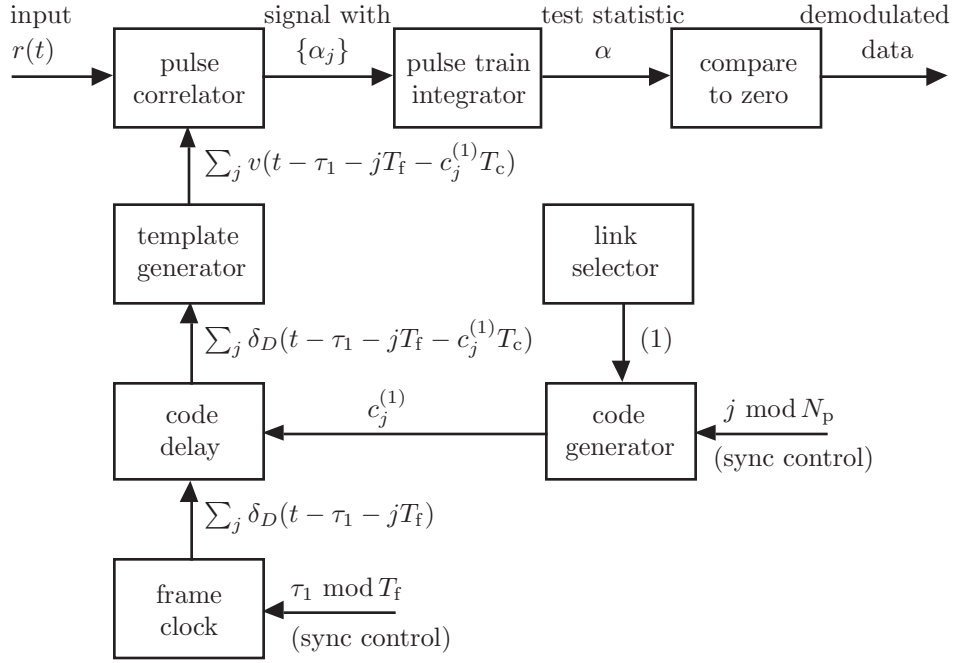 input
signal with
test statistic
demodulated
r(t)
{α_j}
α
data
pulse
correlator
pulse train
integrator
compare
to zero
∑_j v(t − τ_1 − jT_f − c_j^{(1)}T_c)
template
generator
link
selector
∑_j δ_D(t − τ_1 − jT_f − c_j^{(1)}T_c)
(1)
code
delay
c_j^{(1)}
code
generator
j mod N_p
(sync control)
∑_j δ_D(t − τ_1 − jT_f)
frame
clock
τ_1 mod T_f
(sync control)